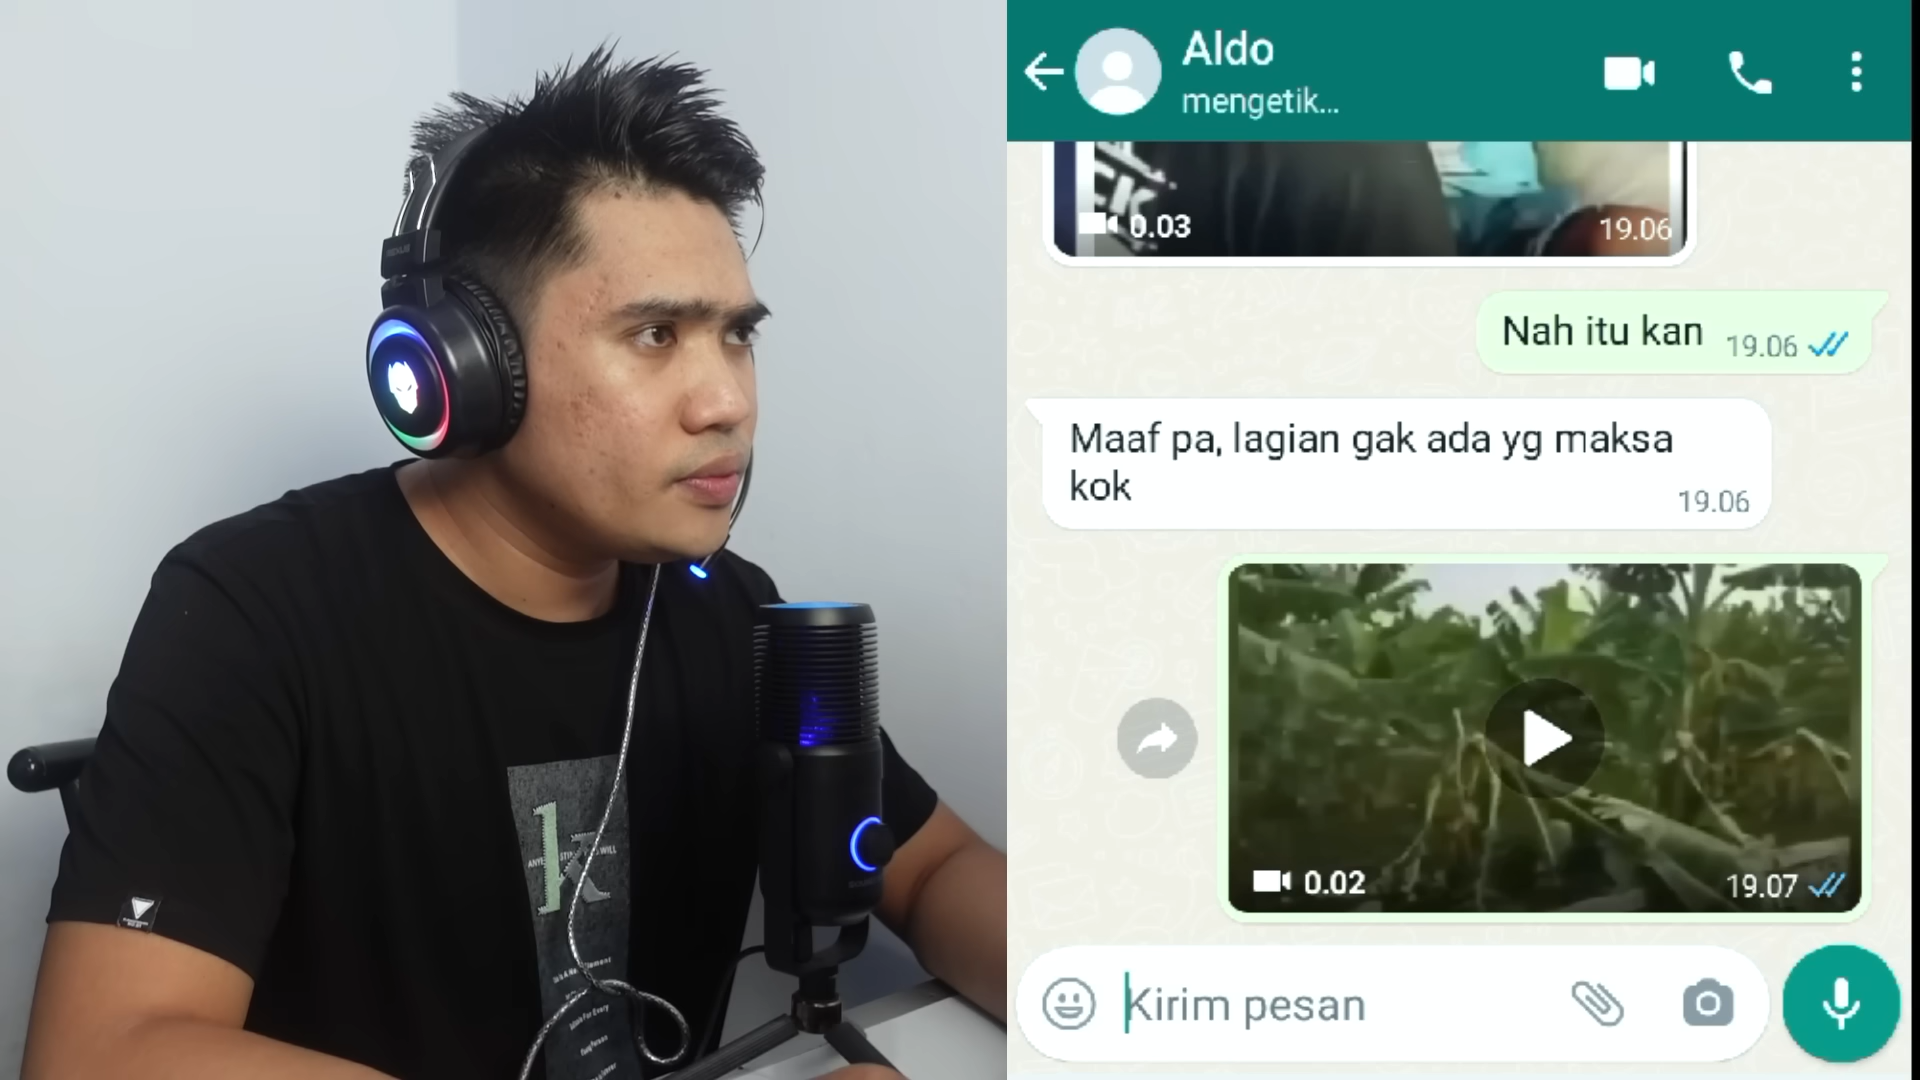 Aldo
mengetik...
CK
0.03
19.06
Nah itu kan
19.06
Maaf pa, lagian gak ada yg maksa
kok
19.06
0.02
19.07
Kirim pesan
k